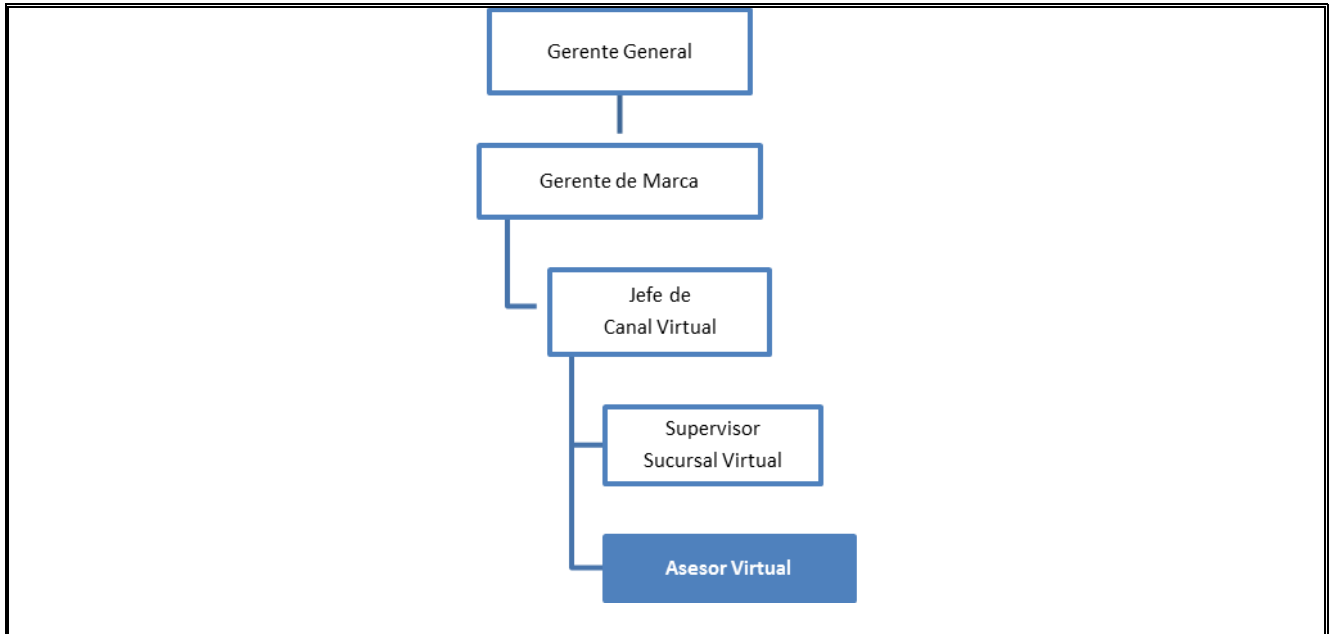 Gerente General
Gerente de Marca
Jefe de
Canal Virtual
Supervisor
Sucursal Virtual
Asesor Virtual